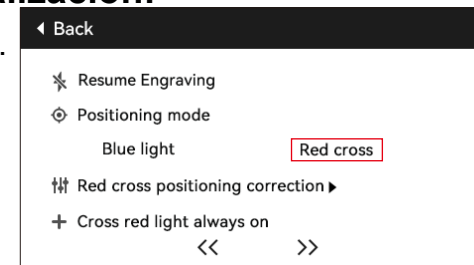 ◀ Back
Resume Engraving
Positioning mode
Blue light Red cross
Red cross positioning correction ▶
Cross red light always on
<< >>